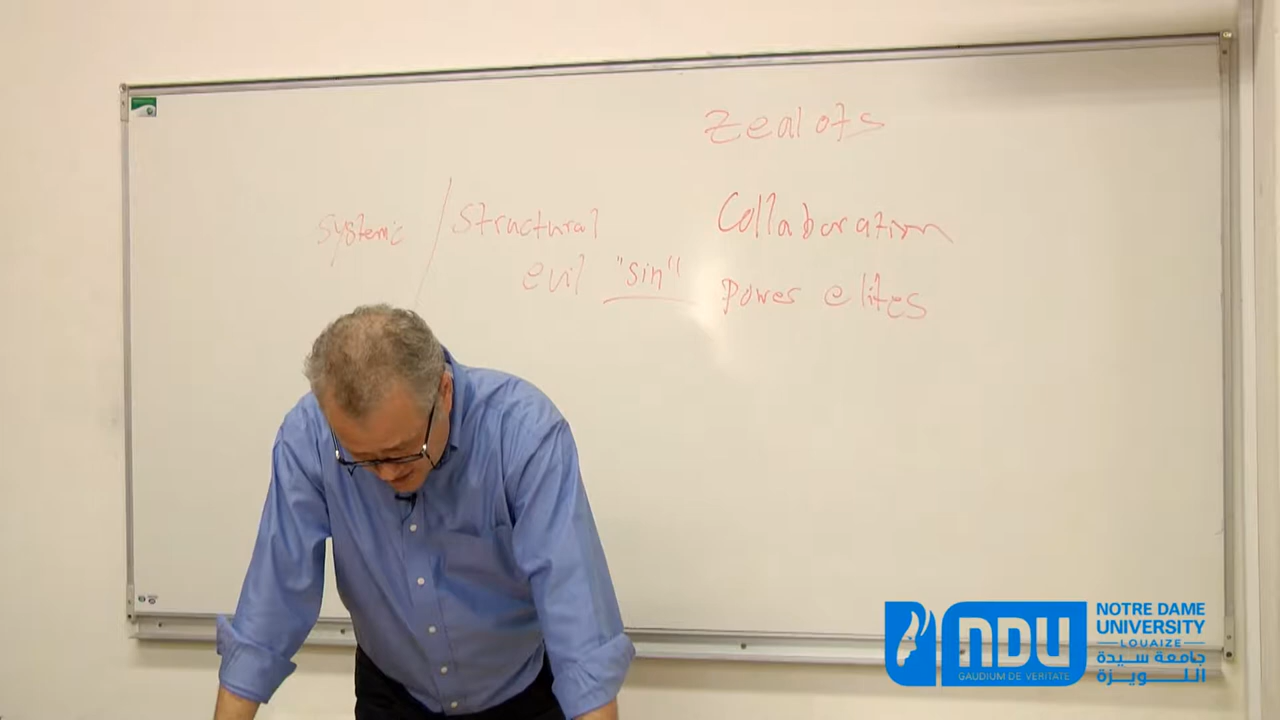 Zealots
systemic / structural
evil "sin"
Collaboration
power elites
NDU
GAUDIUM DE VERITATE
NOTRE DAME
UNIVERSITY
LOUAIZE
جامعة سيدة
اللويزة